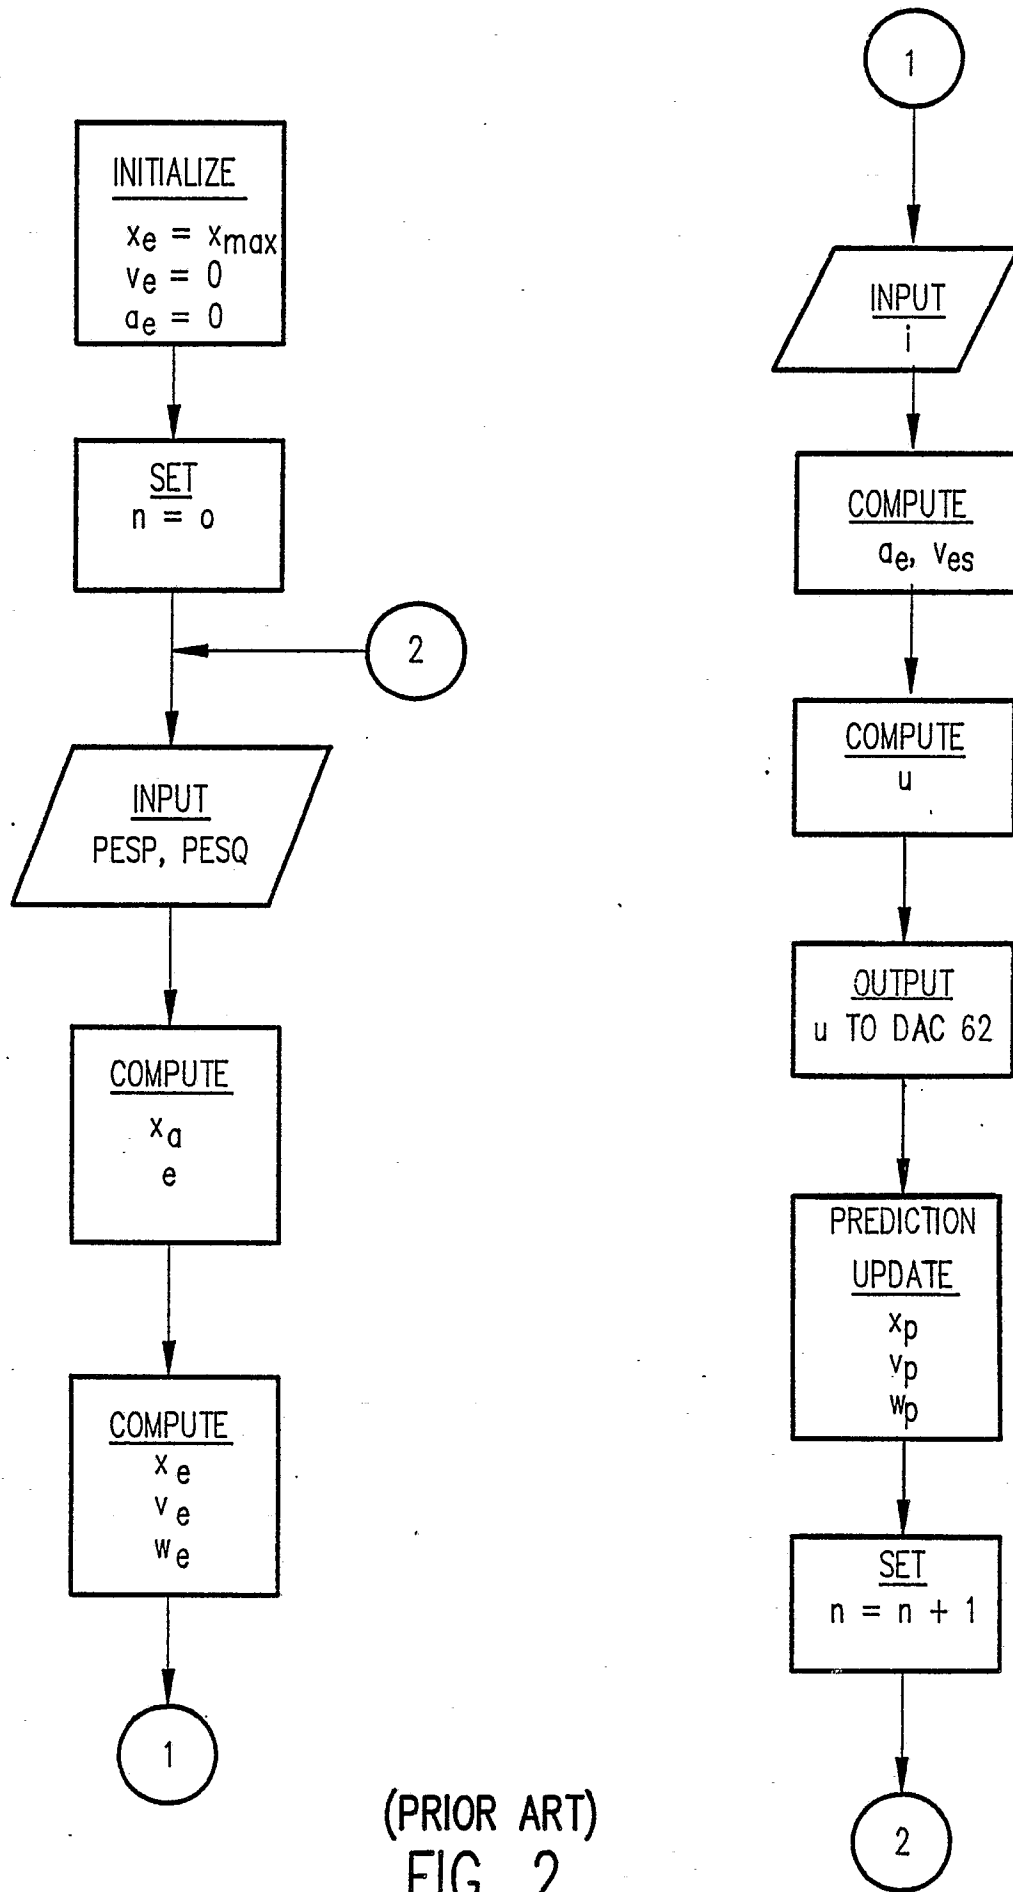 INITIALIZE
xe = xmax
ve = 0
ae = 0
SET
n = o
2
INPUT
PESP, PESQ
COMPUTE
xa
e
COMPUTE
xe
ve
we
1
1
INPUT
i
COMPUTE
ae, ves
COMPUTE
u
OUTPUT
u TO DAC 62
PREDICTION
UPDATE
xp
vp
wp
SET
n = n + 1
2
(PRIOR ART)
FIG. 2